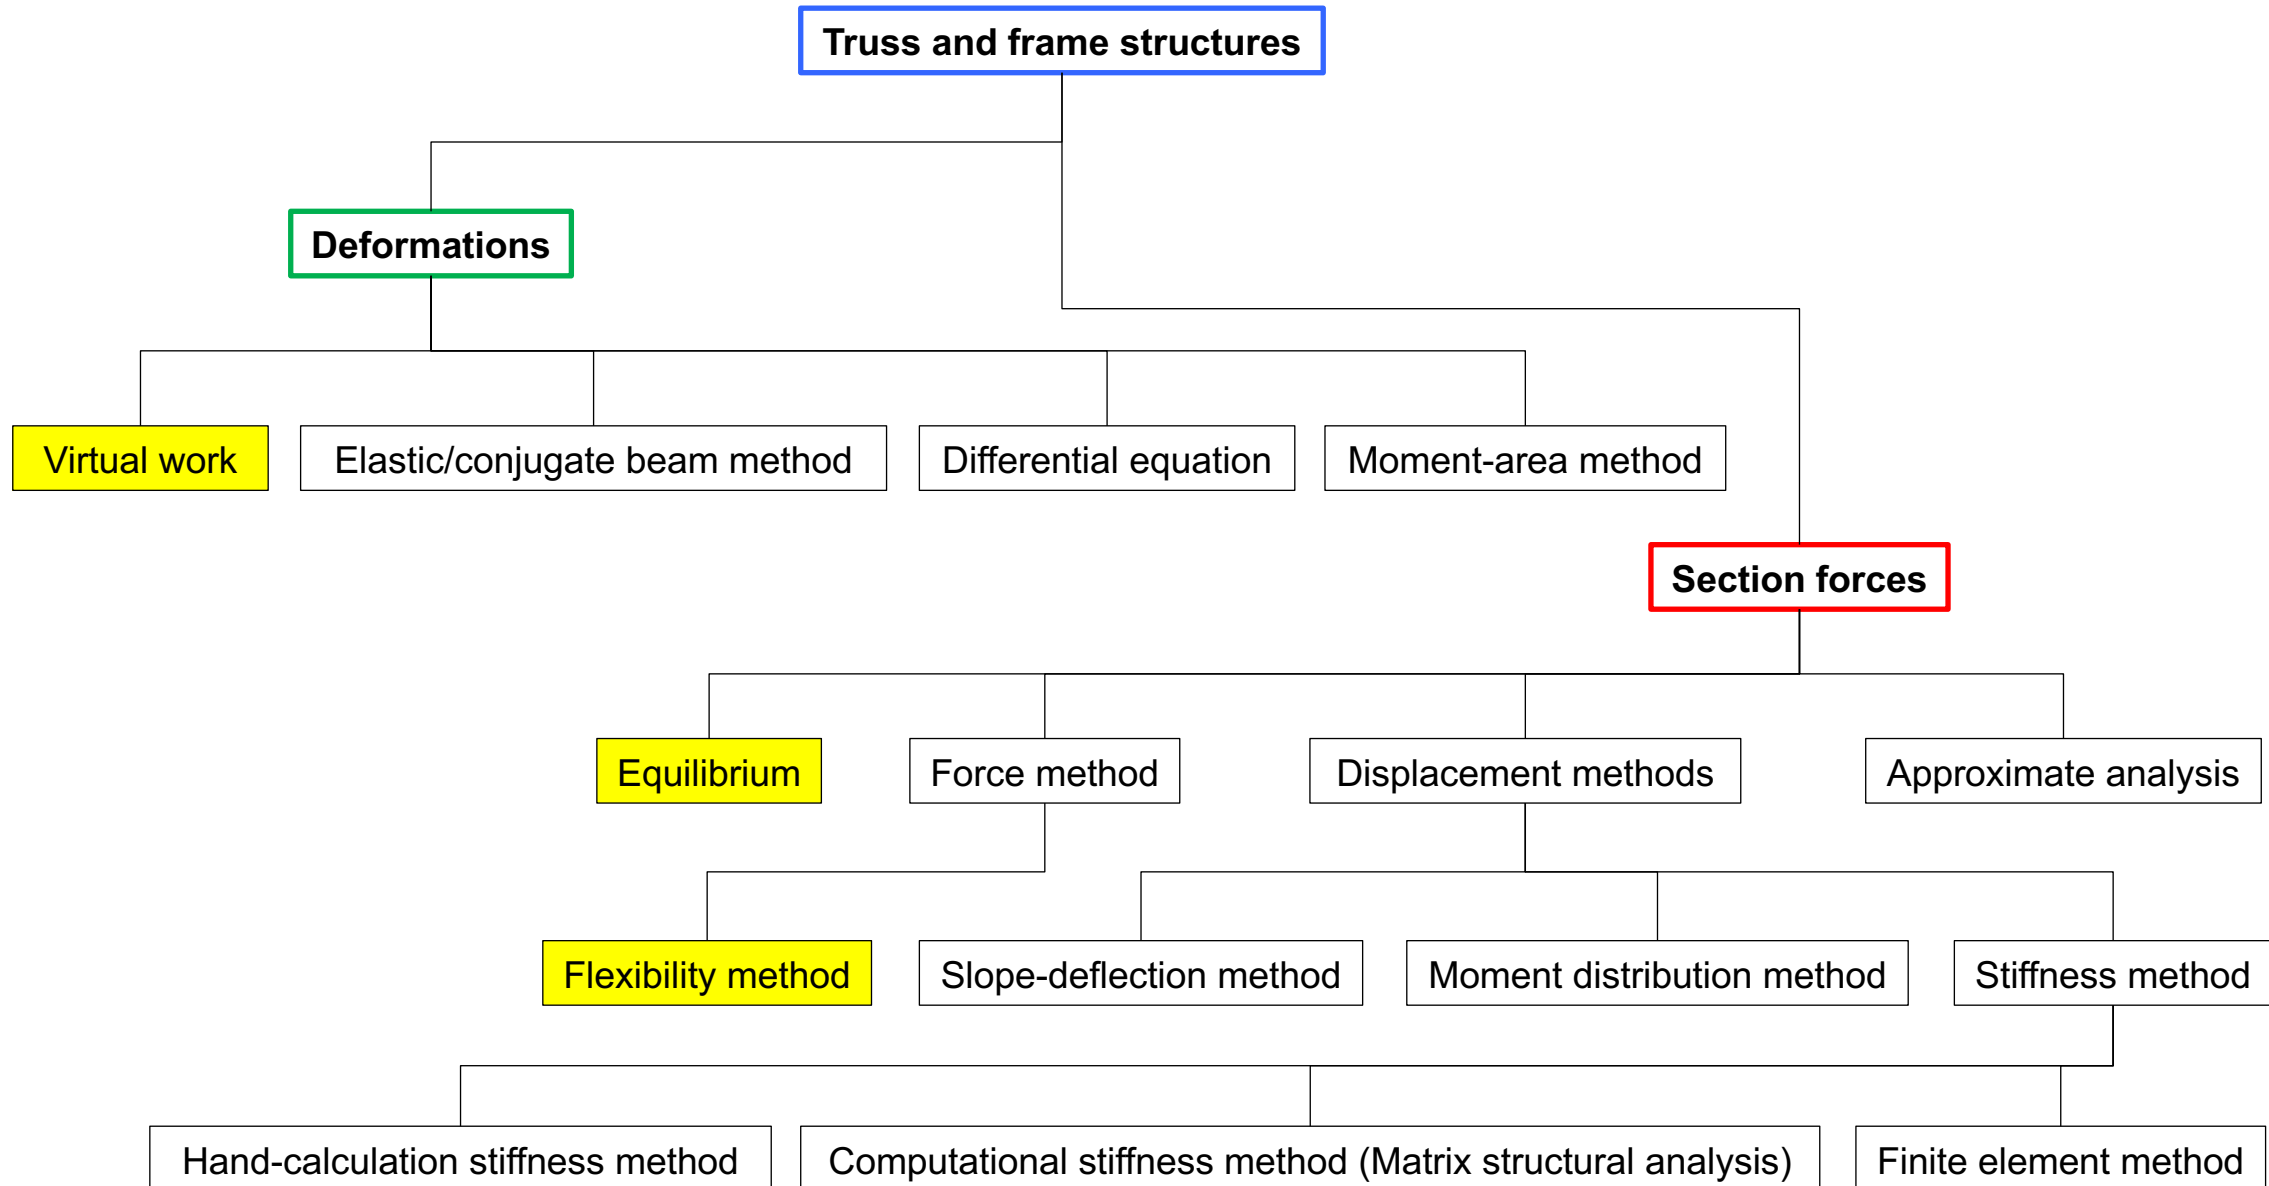 Truss and frame structures
Deformations
Virtual work
Elastic/conjugate beam method
Differential equation
Moment-area method
Section forces
Equilibrium
Force method
Displacement methods
Approximate analysis
Flexibility method
Slope-deflection method
Moment distribution method
Stiffness method
Hand-calculation stiffness method
Computational stiffness method (Matrix structural analysis)
Finite element method